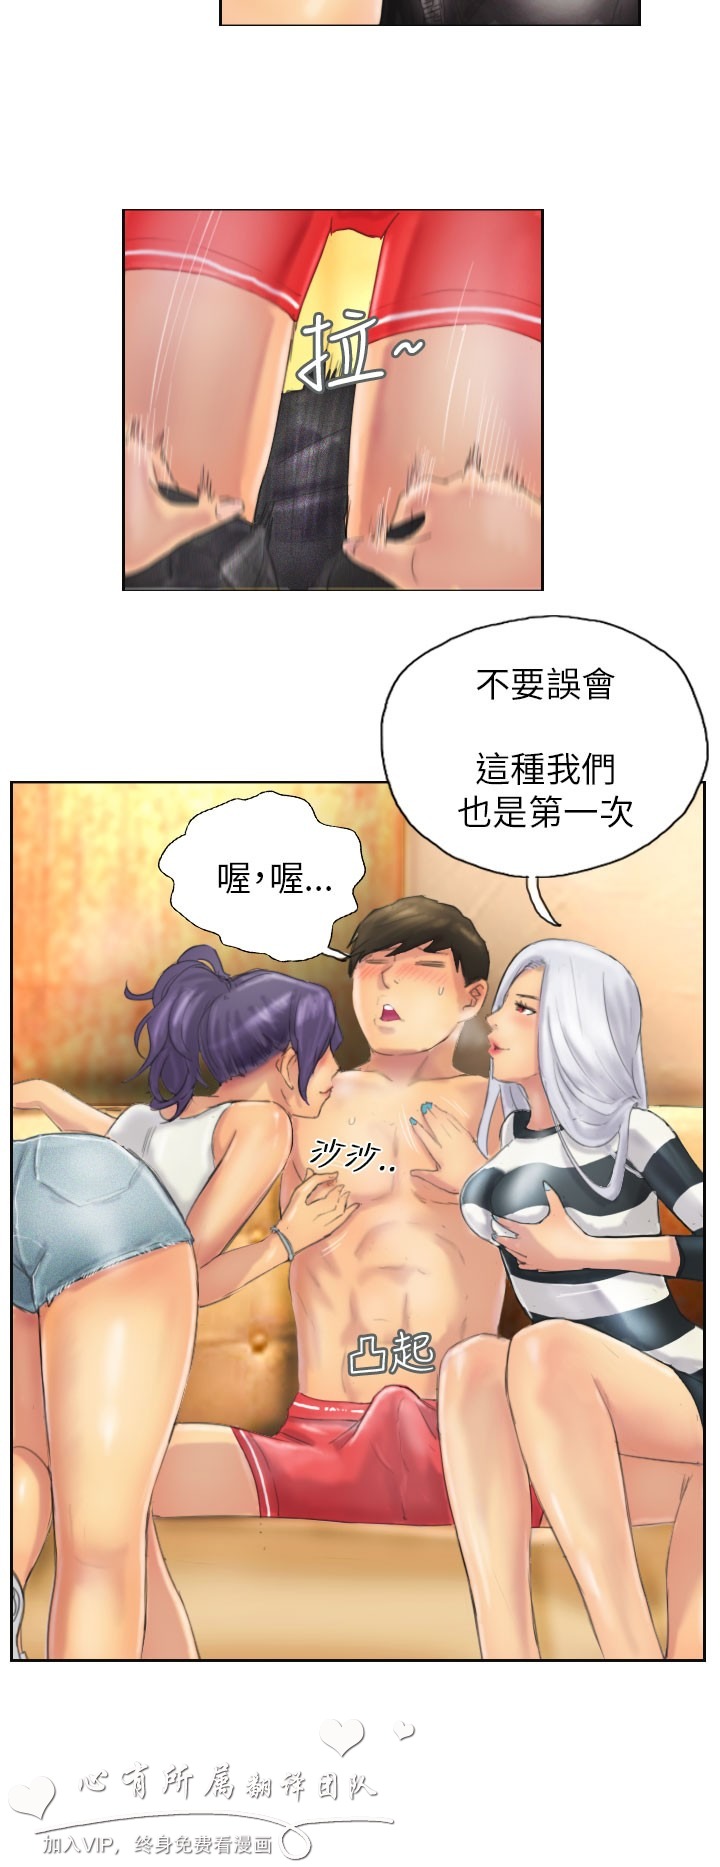 拉~
不要誤會
這種我們
也是第一次
喔,喔...
沙沙..
凸起
心有所属翻译团队
加入VIP，终身免费看漫画